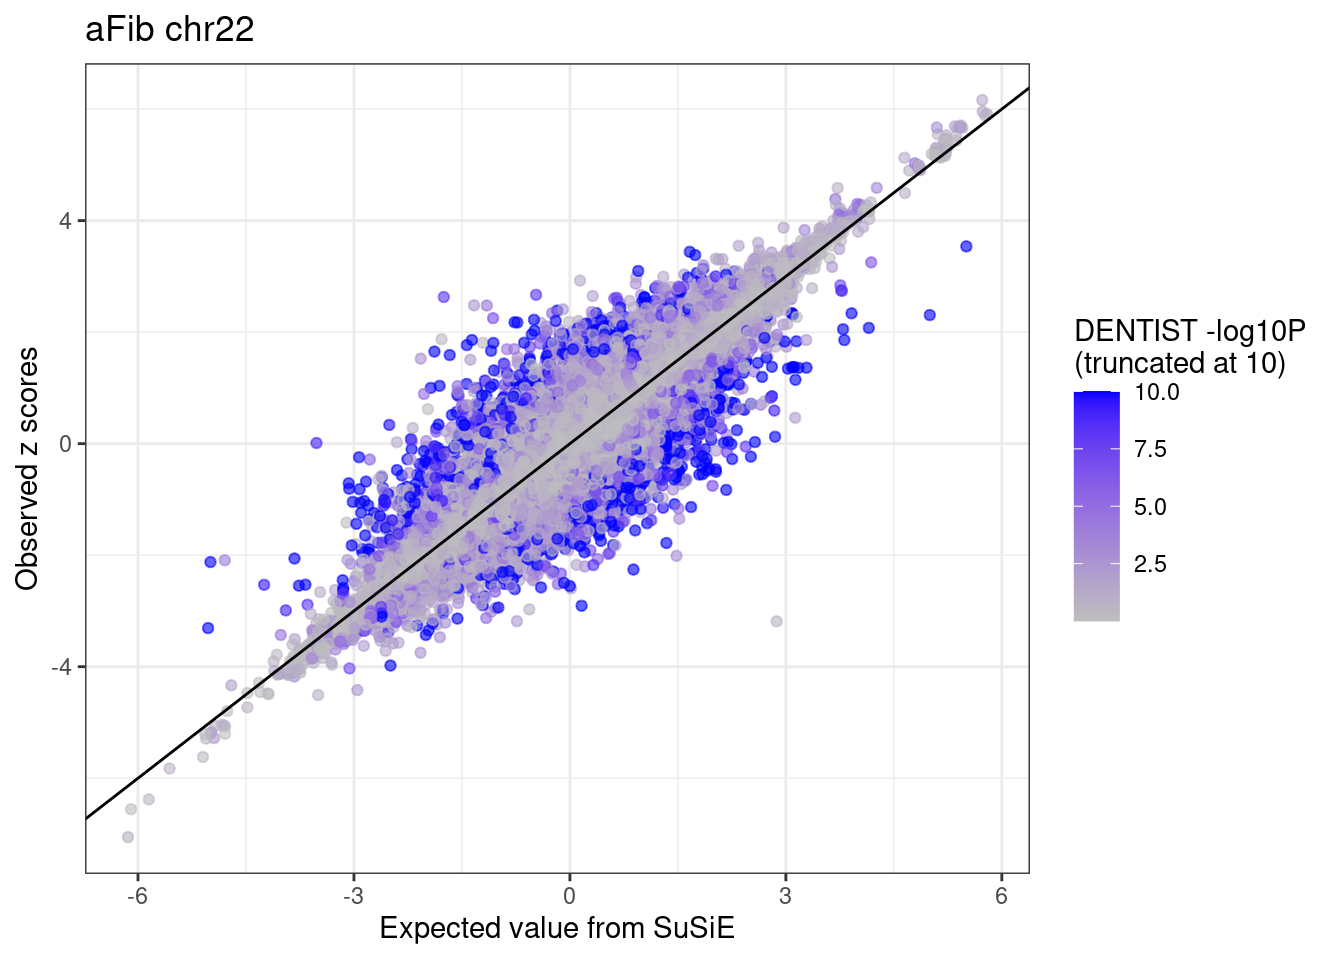 aFib chr22
Observed z scores
4
0
-4
-6
-3
0
3
6
Expected value from SuSiE
DENTIST -log10P
(truncated at 10)
10.0
7.5
5.0
2.5